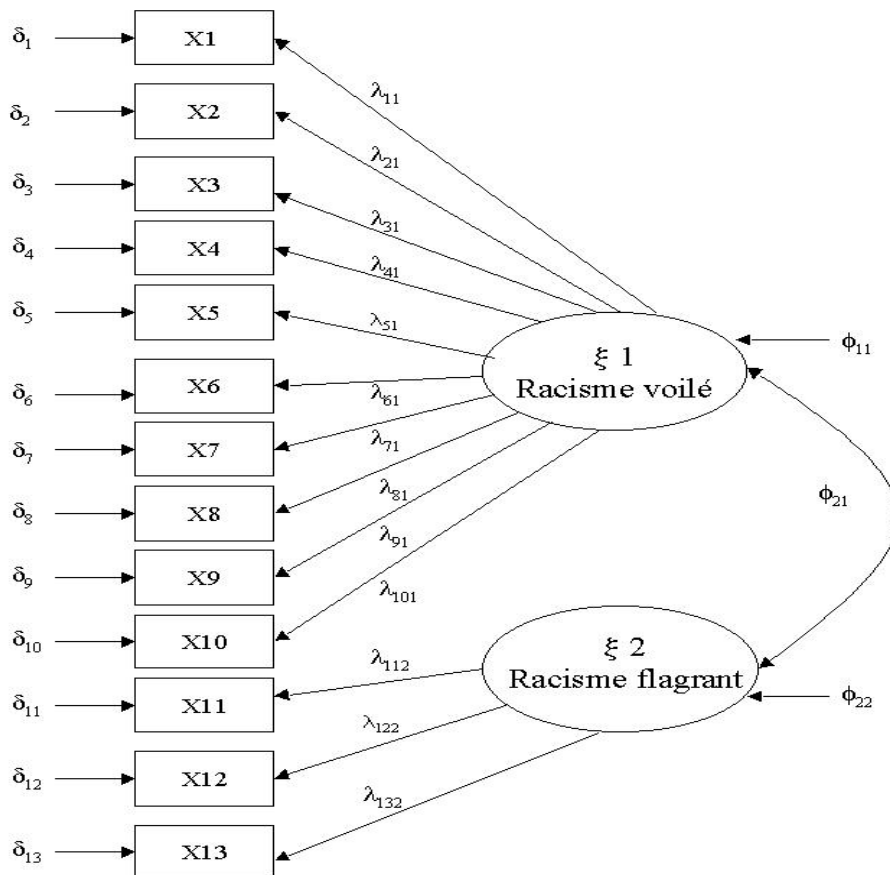 δ₁ X1
λ₁₁
δ₂ X2
λ₂₁
δ₃ X3
λ₃₁
δ₄ X4
λ₄₁
δ₅ X5
λ₅₁
ξ 1
Racisme voilé
ϕ₁₁
δ₆ X6
λ₆₁
δ₇ X7
λ₇₁
δ₈ X8
λ₈₁
ϕ₂₁
δ₉ X9
λ₉₁
λ₁₀₁
δ₁₀ X10
λ₁₁₂
ξ 2
Racisme flagrant
ϕ₂₂
δ₁₁ X11
λ₁₂₂
δ₁₂ X12
λ₁₃₂
δ₁₃ X13